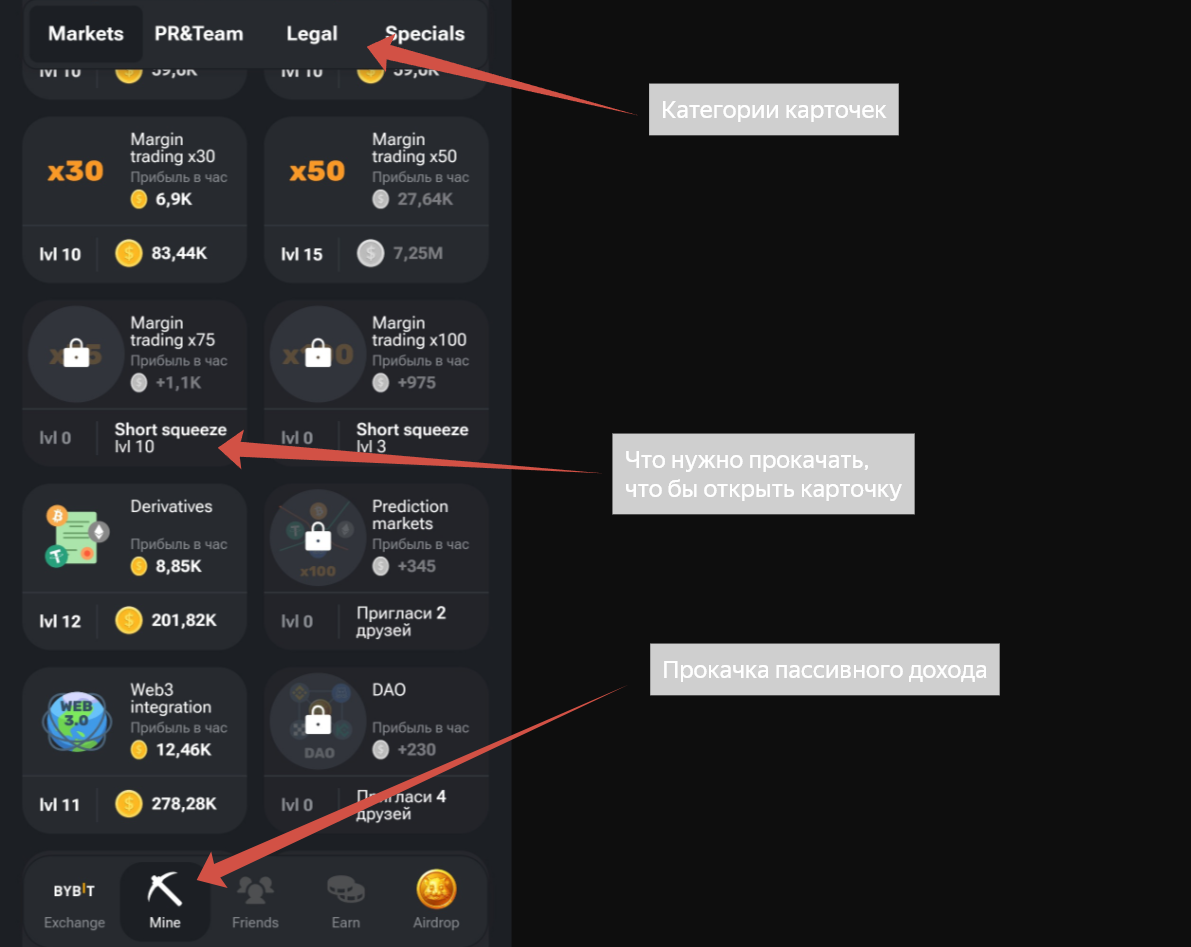 Markets PR&Team Legal Specials
lvl 10 59,6K lvl 10 59,6K
Категории карточек
x30 Margin trading x30
Прибыль в час
6,9K
lvl 10 83,44K
x50 Margin trading x50
Прибыль в час
27,64K
lvl 15 7,25M
Margin trading x75
Прибыль в час
+1,1K
lvl 0 Short squeeze
lvl 10
Margin trading x100
Прибыль в час
+975
lvl 0 Short squeeze
lvl 3
Что нужно прокачать,
что бы открыть карточку
Derivatives
Прибыль в час
8,85K
lvl 12 201,82K
Prediction
markets
Прибыль в час
+345
x100
lvl 0 Пригласи 2
друзей
Прокачка пассивного дохода
WEB
3.0
Web3
integration
Прибыль в час
12,46K
lvl 11 278,28K
DAO
Прибыль в час
+230
DAO
lvl 0 Пригласи 4
друзей
BYBIT
Exchange Mine Friends Earn Airdrop